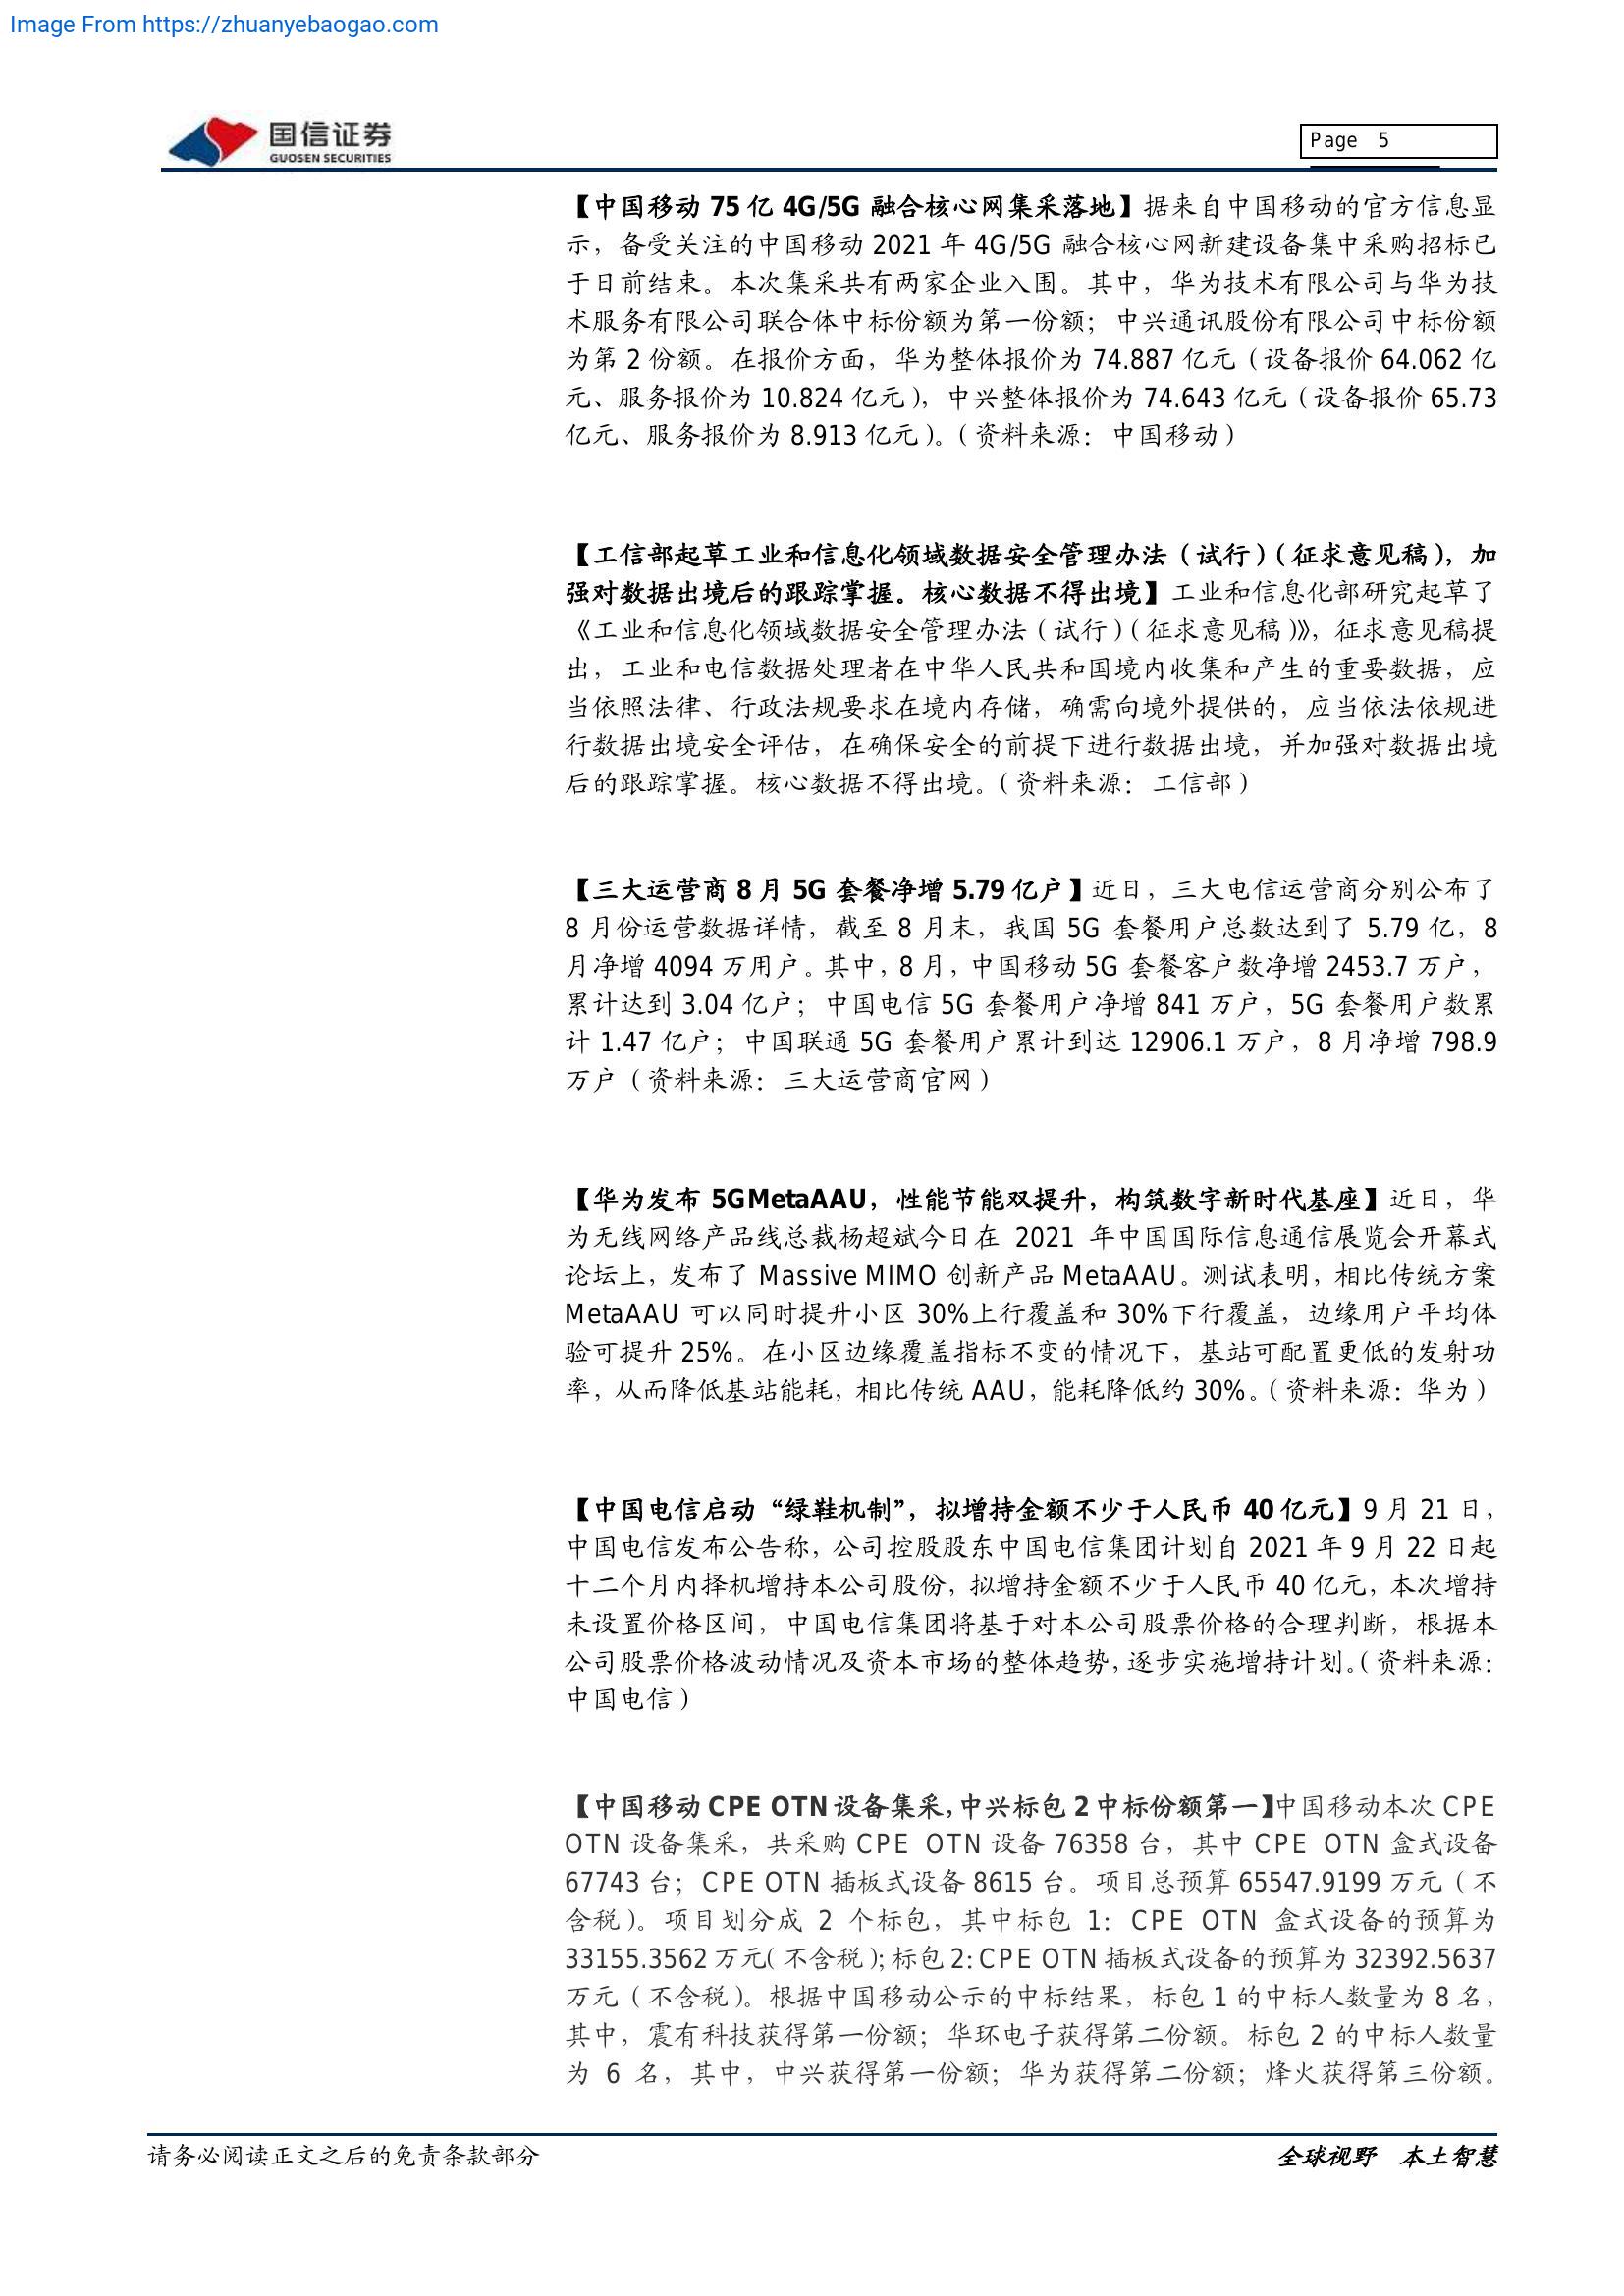 Image From https://zhuanyebaogao.com
国信证券
GUOSEN SECURITIES
Page 5
【中国移动 75 亿 4G/5G 融合核心网集采落地】据来自中国移动的官方信息显
示，备受关注的中国移动 2021 年 4G/5G 融合核心网新建设备集中采购招标已
于日前结束。本次集采共有两家企业入围。其中，华为技术有限公司与华为技
术服务有限公司联合体中标份额为第一份额；中兴通讯股份有限公司中标份额
为第 2 份额。在报价方面，华为整体报价为 74.887 亿元（设备报价 64.062 亿
元、服务报价为 10.824 亿元），中兴整体报价为 74.643 亿元（设备报价 65.73
亿元、服务报价为 8.913 亿元）。（资料来源：中国移动）
【工信部起草工业和信息化领域数据安全管理办法（试行）（征求意见稿），加
强对数据出境后的跟踪掌握。核心数据不得出境】工业和信息化部研究起草了
《工业和信息化领域数据安全管理办法（试行）（征求意见稿）》，征求意见稿提
出，工业和电信数据处理者在中华人民共和国境内收集和产生的重要数据，应
当依照法律、行政法规要求在境内存储，确需向境外提供的，应当依法依规进
行数据出境安全评估，在确保安全的前提下进行数据出境，并加强对数据出境
后的跟踪掌握。核心数据不得出境。（资料来源：工信部）
【三大运营商 8 月 5G 套餐净增 5.79 亿户】近日，三大电信运营商分别公布了
8 月份运营数据详情，截至 8 月末，我国 5G 套餐用户总数达到了 5.79 亿，8
月净增 4094 万用户。其中，8 月，中国移动 5G 套餐客户数净增 2453.7 万户，
累计达到 3.04 亿户；中国电信 5G 套餐用户净增 841 万户，5G 套餐用户数累
计 1.47 亿户；中国联通 5G 套餐用户累计到达 12906.1 万户，8 月净增 798.9
万户（资料来源：三大运营商官网）
【华为发布 5GMetaAAU，性能节能双提升，构筑数字新时代基座】近日，华
为无线网络产品线总裁杨超斌今日在 2021 年中国国际信息通信展览会开幕式
论坛上，发布了 Massive MIMO 创新产品 MetaAAU。测试表明，相比传统方案
MetaAAU 可以同时提升小区 30%上行覆盖和 30%下行覆盖，边缘用户平均体
验可提升 25%。在小区边缘覆盖指标不变的情况下，基站可配置更低的发射功
率，从而降低基站能耗，相比传统 AAU，能耗降低约 30%。（资料来源：华为）
【中国电信启动“绿鞋机制”，拟增持金额不少于人民币 40 亿元】9 月 21 日，
中国电信发布公告称，公司控股股东中国电信集团计划自 2021 年 9 月 22 日起
十二个月内择机增持本公司股份，拟增持金额不少于人民币 40 亿元，本次增持
未设置价格区间，中国电信集团将基于对本公司股票价格的合理判断，根据本
公司股票价格波动情况及资本市场的整体趋势，逐步实施增持计划。（资料来源：
中国电信）
【中国移动 CPE OTN 设备集采，中兴标包 2 中标份额第一】中国移动本次 CPE
OTN 设备集采，共采购 CPE OTN 设备 76358 台，其中 CPE OTN 盒式设备
67743 台；CPE OTN 插板式设备 8615 台。项目总预算 65547.9199 万元（不
含税）。项目划分成 2 个标包，其中标包 1：CPE OTN 盒式设备的预算为
33155.3562 万元（不含税）；标包 2：CPE OTN 插板式设备的预算为 32392.5637
万元（不含税）。根据中国移动公示的中标结果，标包 1 的中标人数量为 8 名，
其中，震有科技获得第一份额；华环电子获得第二份额。标包 2 的中标人数量
为 6 名，其中，中兴获得第一份额；华为获得第二份额；烽火获得第三份额。
请务必阅读正文之后的免责条款部分
全球视野 本土智慧